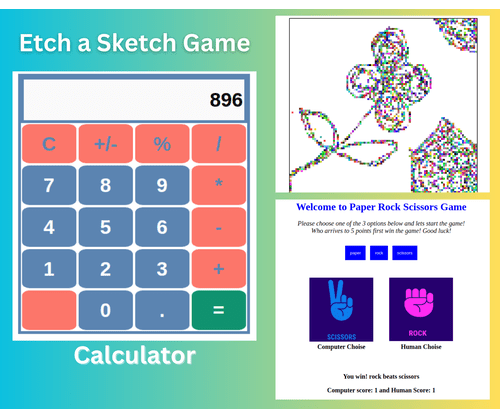 Etch a Sketch Game
896
C +/- % /
7 8 9 *
4 5 6 -
1 2 3 +
0 . =
Calculator
Welcome to Paper Rock Scissors Game
Please choose one of the 3 options below and lets start the game!
Who arrives to 5 points first win the game! Good luck!
paper rock scissors
SCISSORS ROCK
Computer Choise Human Choise
You win! rock beats scissors
Computer score: 1 and Human Score: 1